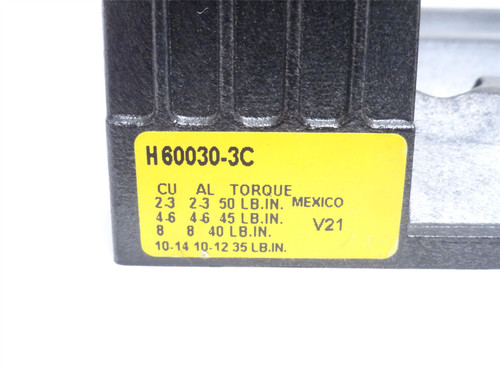 H60030-3C
CU AL TORQUE
2-3 2-3 50 LB.IN. MEXICO
4-6 4-6 45 LB.IN. V21
8 8 40 LB.IN.
10-14 10-12 35 LB.IN.